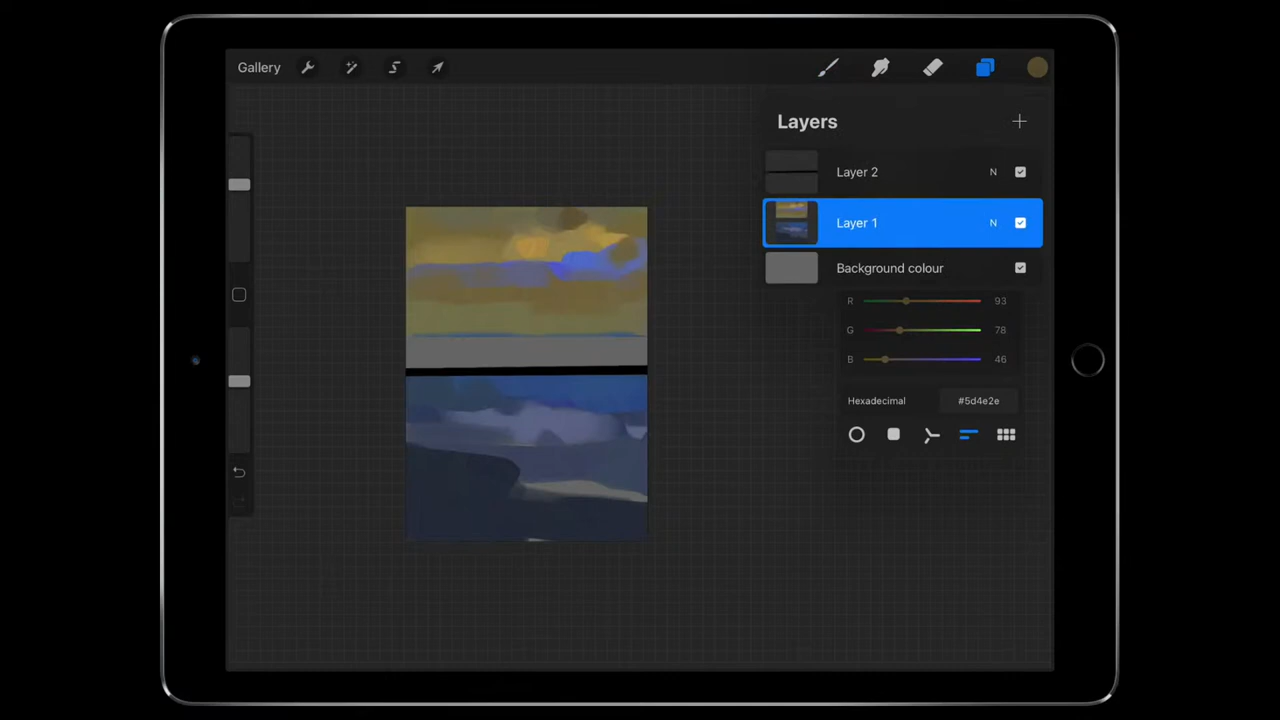 Gallery
Layers
Layer 2 N
Layer 1 N
Background colour
R 93
G 78
B 46
Hexadecimal #5d4e2e